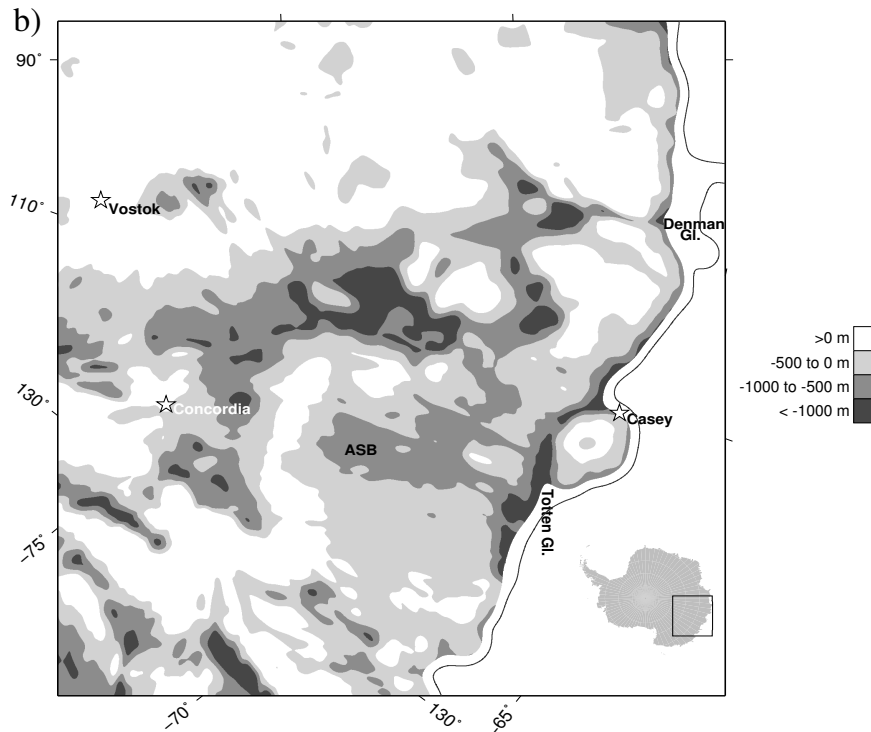 b)
90°
Vostok
110°
Denman
Gl.
>0 m
-500 to 0 m
-1000 to -500 m
< -1000 m
130°
Concordia
Casey
ASB
Totten Gl.
−75°
−70°
130°
−65°